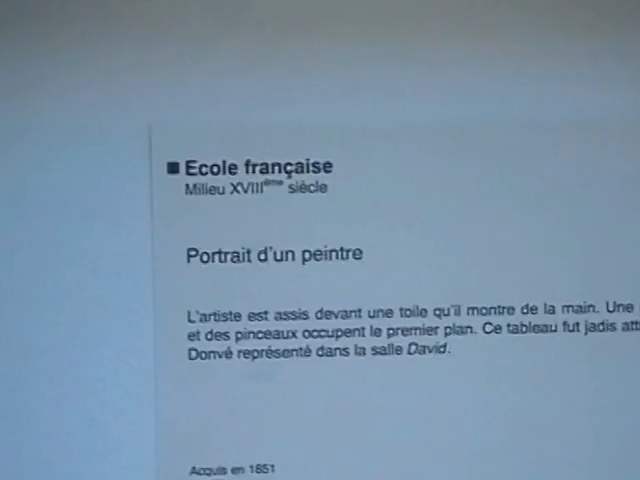 Ecole française
Milieu XVIIIème siècle
Portrait d'un peintre
L'artiste est assis devant une toile qu'il montre de la main. Une
et des pinceaux occupent le premier plan. Ce tableau fut jadis att
Donvé représenté dans la salle David.
Acquis en 1851